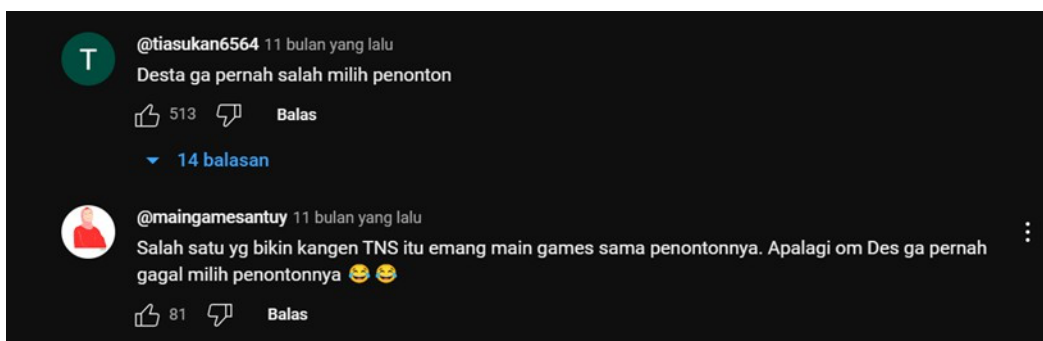 T
@tiasukan6564 11 bulan yang lalu
Desta ga pernah salah milih penonton
513 Balas
14 balasan
@maingamesantuy 11 bulan yang lalu
Salah satu yg bikin kangen TNS itu emang main games sama penontonnya. Apalagi om Des ga pernah
gagal milih penontonnya 😂 😂
81 Balas